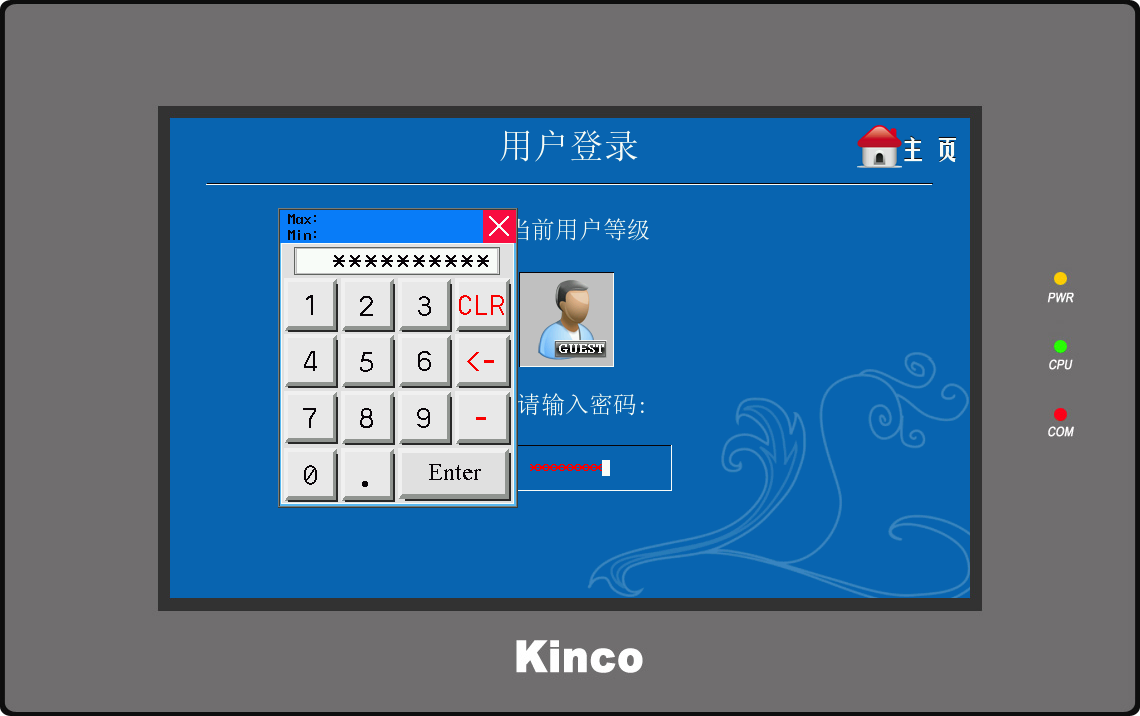 用户登录
主 页
Max:
Min:
当前用户等级
**********
1 2 3 CLR
GUEST
4 5 6 <-
请输入密码:
7 8 9 -
××××××××××
0 . Enter
PWR
CPU
COM
Kinco